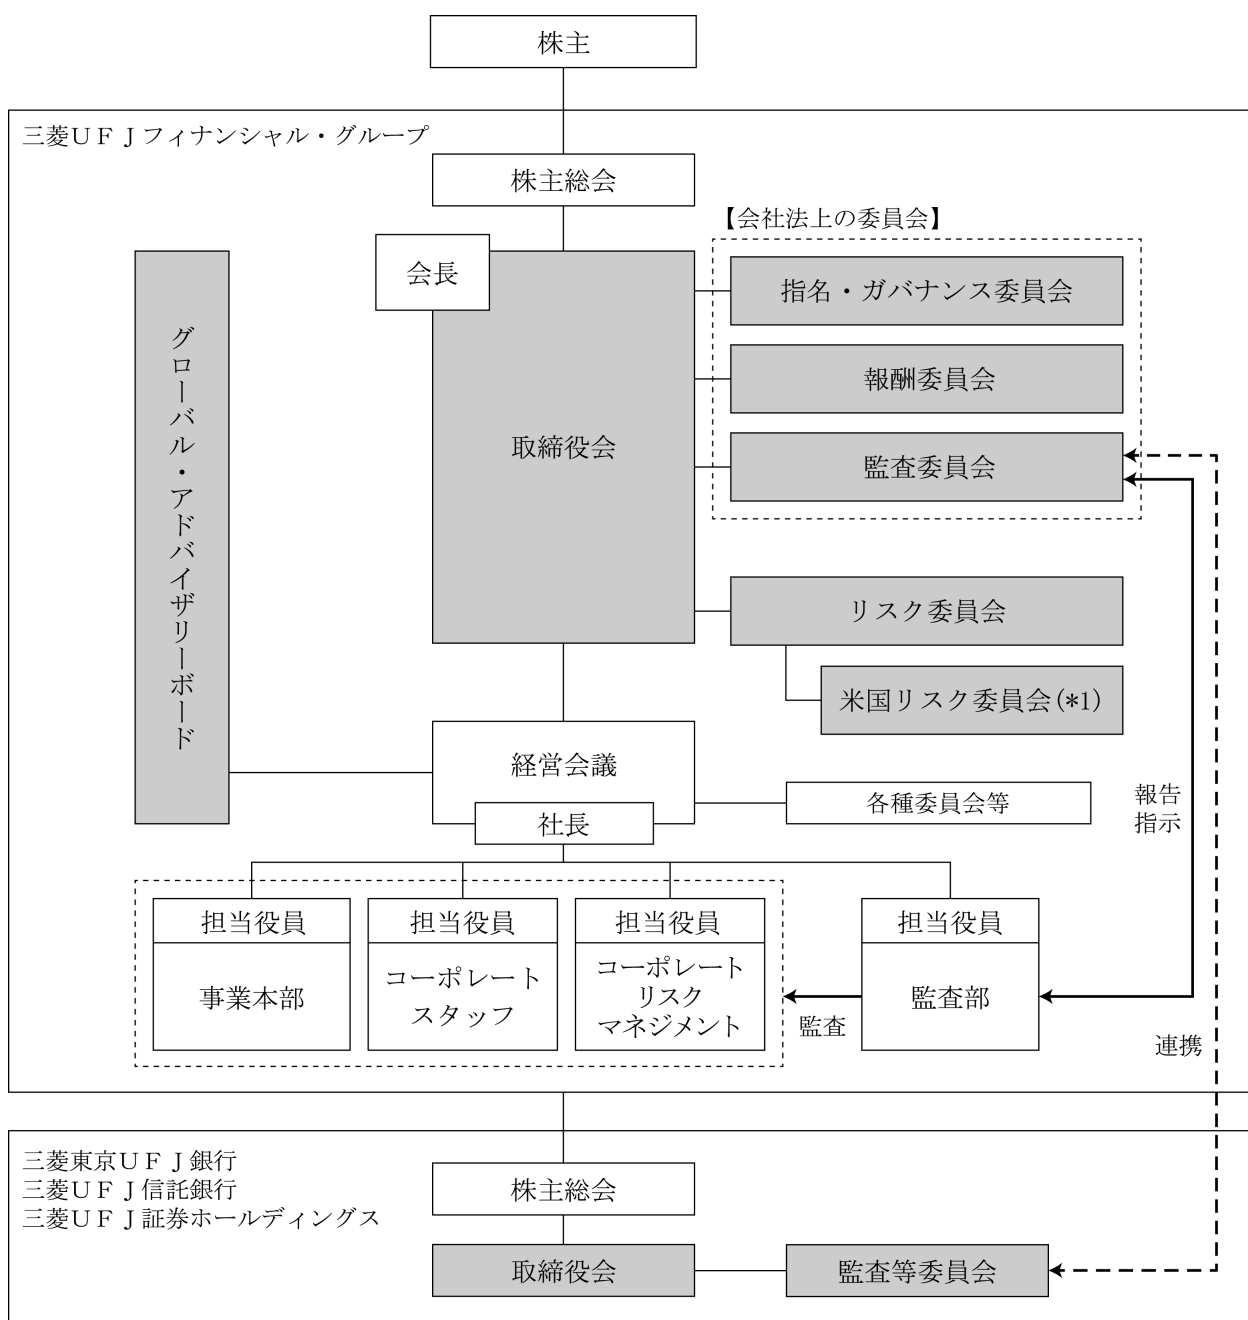 株主
三菱ＵＦＪフィナンシャル・グループ
株主総会
【会社法上の委員会】
会長
指名・ガバナンス委員会
グローバル・アドバイザリーボード
報酬委員会
取締役会
監査委員会
リスク委員会
米国リスク委員会(*1)
経営会議
各種委員会等
社長
報告
指示
担当役員
担当役員
担当役員
担当役員
事業本部
コーポレート
スタッフ
コーポレート
リスク
マネジメント
監査部
監査
連携
三菱東京ＵＦＪ銀行
三菱ＵＦＪ信託銀行
三菱ＵＦＪ証券ホールディングス
株主総会
取締役会
監査等委員会